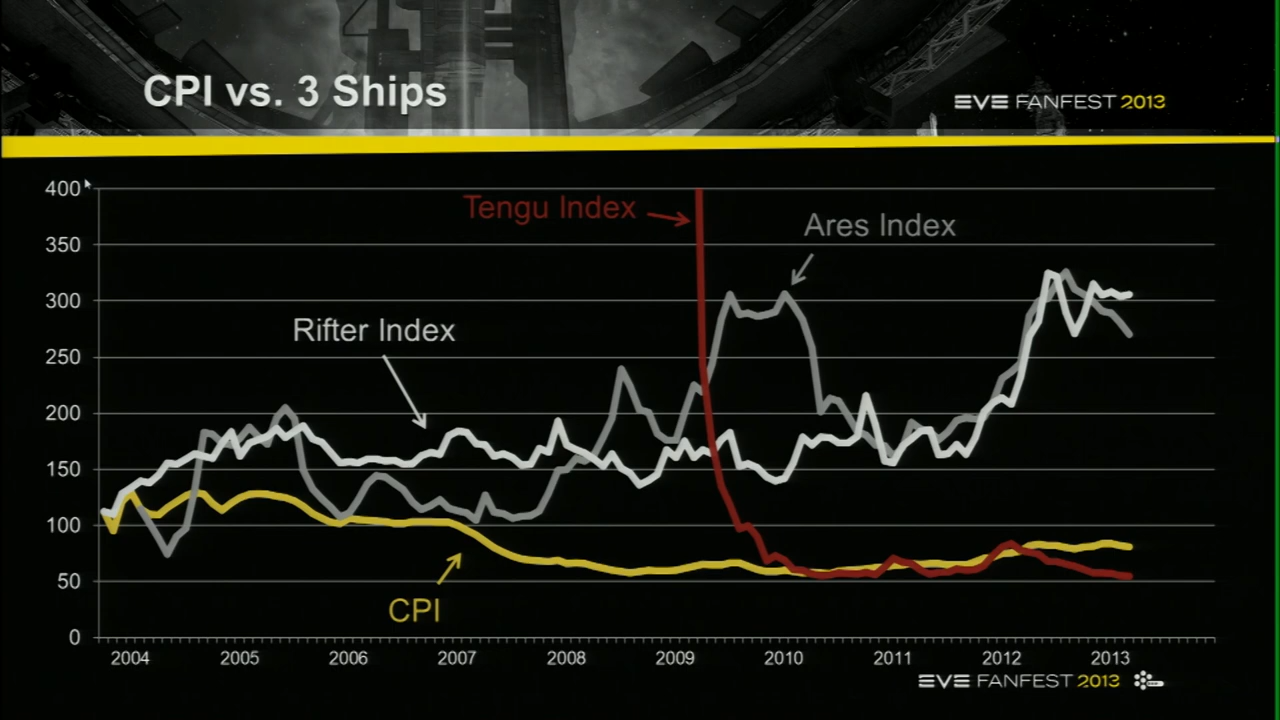 CPI vs. 3 Ships
EVE FANFEST 2013
400
350
300
250
200
150
100
50
0
Tengu Index
Ares Index
Rifter Index
CPI
2004 2005 2006 2007 2008 2009 2010 2011 2012 2013
EVE FANFEST 2013